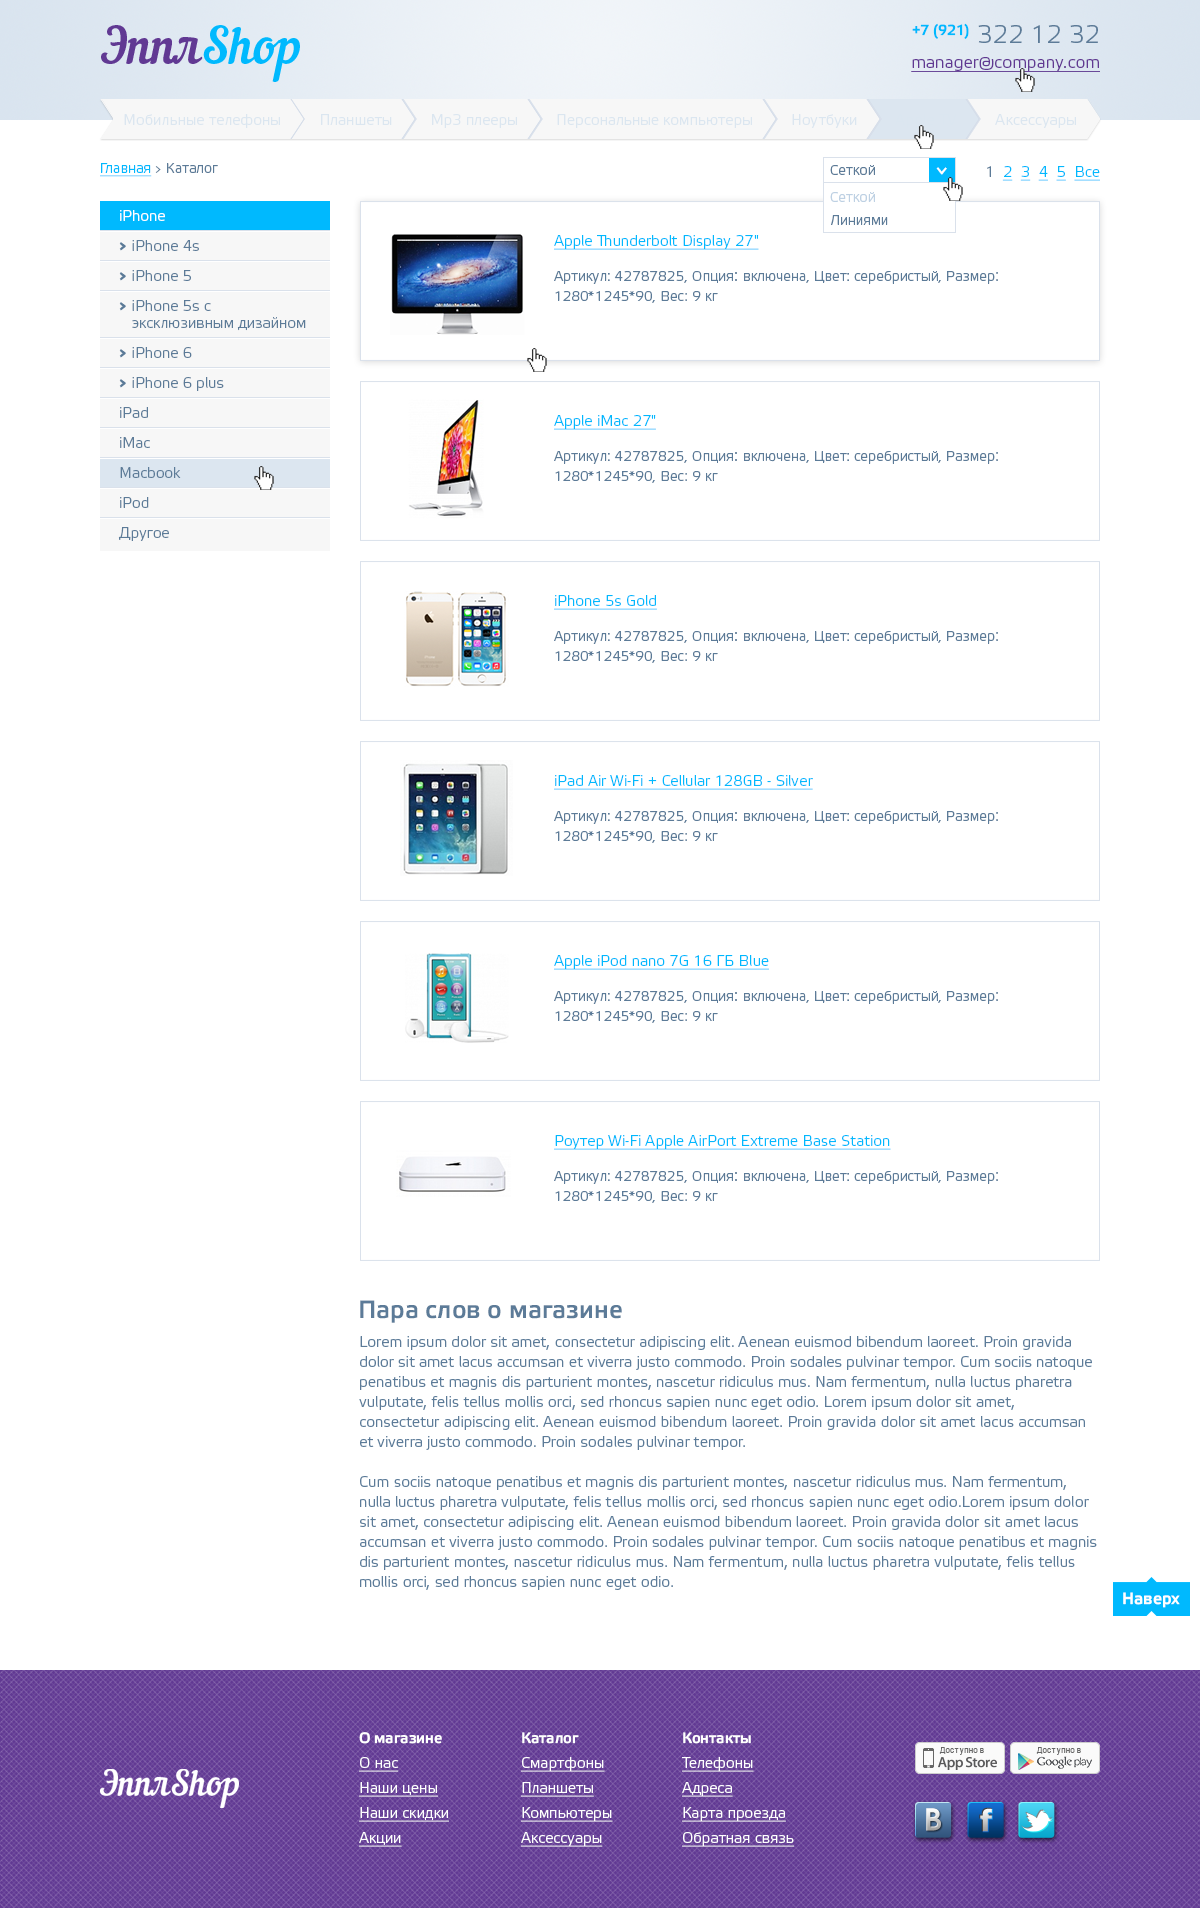 ЭпплShop
+7 (921) 322 12 32
manager@company.com
Мобильные телефоны
Планшеты
Mp3 плееры
Персональные компьютеры
Ноутбуки
Аксессуары
Главная > Каталог
Сеткой
Сеткой
Линиями
1 2 3 4 5 Все
iPhone
iPhone 4s
iPhone 5
iPhone 5s с
эксклюзивным дизайном
iPhone 6
iPhone 6 plus
iPad
iMac
Macbook
iPod
Другое
Apple Thunderbolt Display 27"
Артикул: 42787825, Опция: включена, Цвет: серебристый, Размер:
1280*1245*90, Вес: 9 кг
Apple iMac 27"
Артикул: 42787825, Опция: включена, Цвет: серебристый, Размер:
1280*1245*90, Вес: 9 кг
iPhone 5s Gold
Артикул: 42787825, Опция: включена, Цвет: серебристый, Размер:
1280*1245*90, Вес: 9 кг
iPad Air Wi-Fi + Cellular 128GB - Silver
Артикул: 42787825, Опция: включена, Цвет: серебристый, Размер:
1280*1245*90, Вес: 9 кг
Apple iPod nano 7G 16 ГБ Blue
Артикул: 42787825, Опция: включена, Цвет: серебристый, Размер:
1280*1245*90, Вес: 9 кг
Роутер Wi-Fi Apple AirPort Extreme Base Station
Артикул: 42787825, Опция: включена, Цвет: серебристый, Размер:
1280*1245*90, Вес: 9 кг
Пара слов о магазине
Lorem ipsum dolor sit amet, consectetur adipiscing elit. Aenean euismod bibendum laoreet. Proin gravida
dolor sit amet lacus accumsan et viverra justo commodo. Proin sodales pulvinar tempor. Cum sociis natoque
penatibus et magnis dis parturient montes, nascetur ridiculus mus. Nam fermentum, nulla luctus pharetra
vulputate, felis tellus mollis orci, sed rhoncus sapien nunc eget odio. Lorem ipsum dolor sit amet,
consectetur adipiscing elit. Aenean euismod bibendum laoreet. Proin gravida dolor sit amet lacus accumsan
et viverra justo commodo. Proin sodales pulvinar tempor.
Cum sociis natoque penatibus et magnis dis parturient montes, nascetur ridiculus mus. Nam fermentum,
nulla luctus pharetra vulputate, felis tellus mollis orci, sed rhoncus sapien nunc eget odio.Lorem ipsum dolor
sit amet, consectetur adipiscing elit. Aenean euismod bibendum laoreet. Proin gravida dolor sit amet lacus
accumsan et viverra justo commodo. Proin sodales pulvinar tempor. Cum sociis natoque penatibus et magnis
dis parturient montes, nascetur ridiculus mus. Nam fermentum, nulla luctus pharetra vulputate, felis tellus
mollis orci, sed rhoncus sapien nunc eget odio.
Наверх
ЭпплShop
О магазине
О нас
Наши цены
Наши скидки
Акции
Каталог
Смартфоны
Планшеты
Компьютеры
Аксессуары
Контакты
Телефоны
Адреса
Карта проезда
Обратная связь
Доступно в
App Store
Доступно в
Google play
В
f